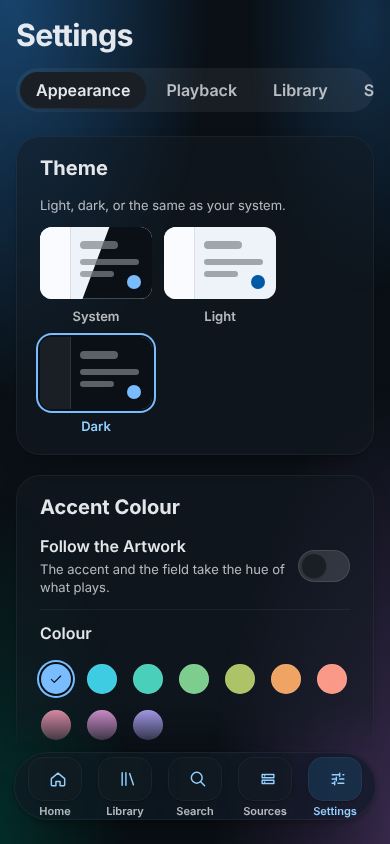 Settings
Appearance Playback Library S
Theme
Light, dark, or the same as your system.
System Light
Dark
Accent Colour
Follow the Artwork
The accent and the field take the hue of
what plays.
Colour
Home Library Search Sources Settings